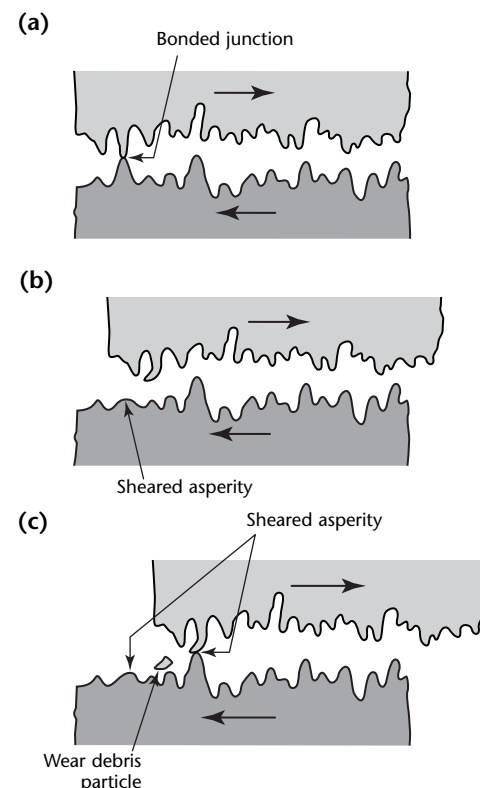 (a)
Bonded junction
(b)
Sheared asperity
(c)
Sheared asperity
Wear debris
particle